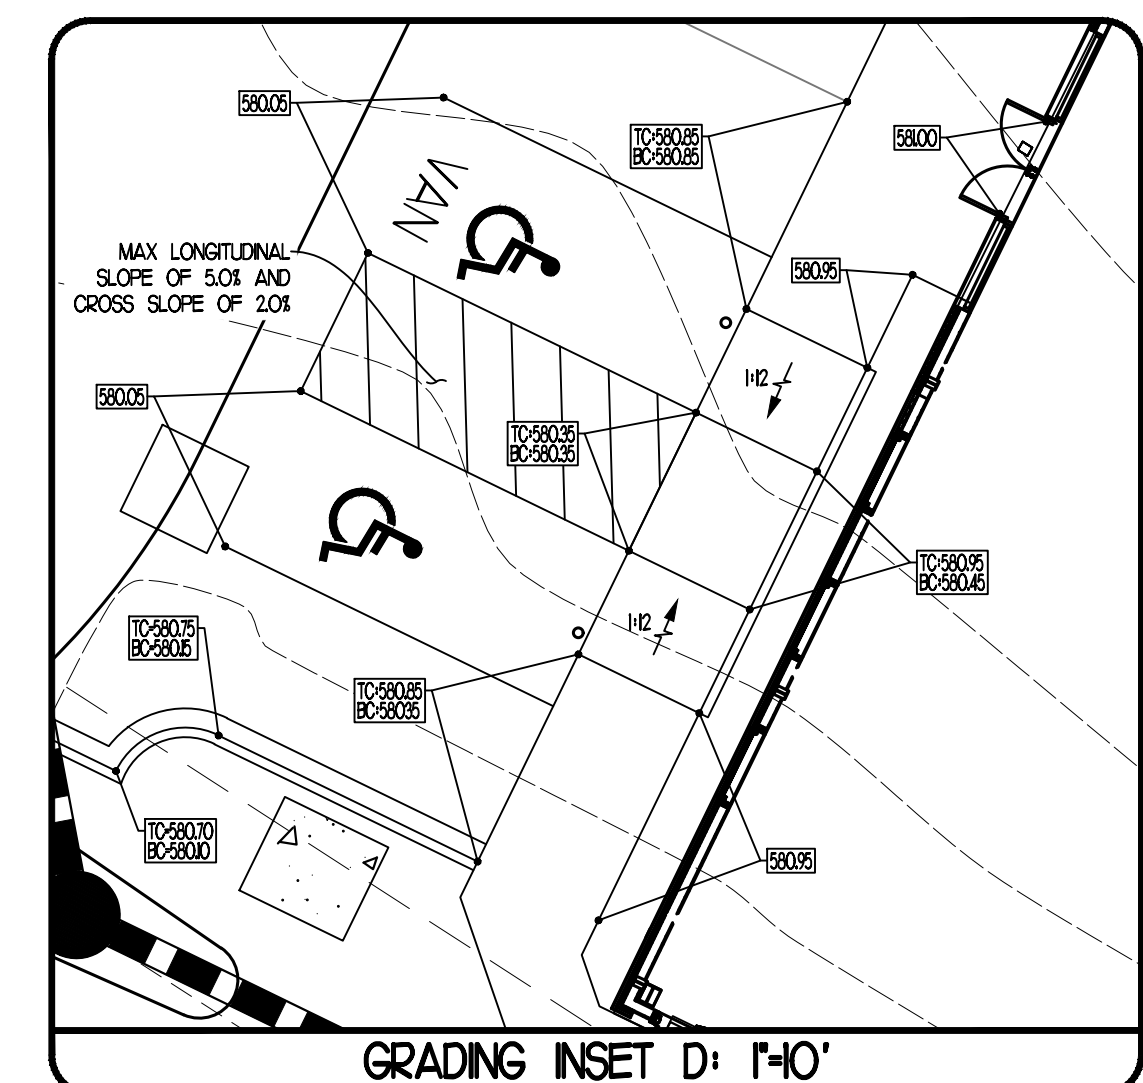 580.05
TC=580.85
BC=580.85
581.00
VAN
MAX LONGITUDINAL
SLOPE OF 5.0% AND
CROSS SLOPE OF 2.0%
580.95
1:12
580.05
TC=580.35
BC=580.35
TC=580.95
BC=580.45
1:12
TC=580.75
BC=580.15
TC=580.85
BC=58035
TC=580.70
BC=580.10
580.95
GRADING INSET D: 1"=10'